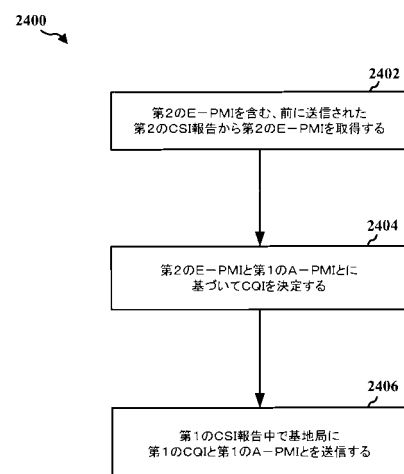 2400
2402
第2のE-PMIを含む、前に送信された
第2のCSI報告から第2のE-PMIを取得する
2404
第2のE-PMIと第1のA-PMIとに
基づいてCQIを決定する
2406
第1のCSI報告中で基地局に
第1のCQIと第1のA-PMIとを送信する